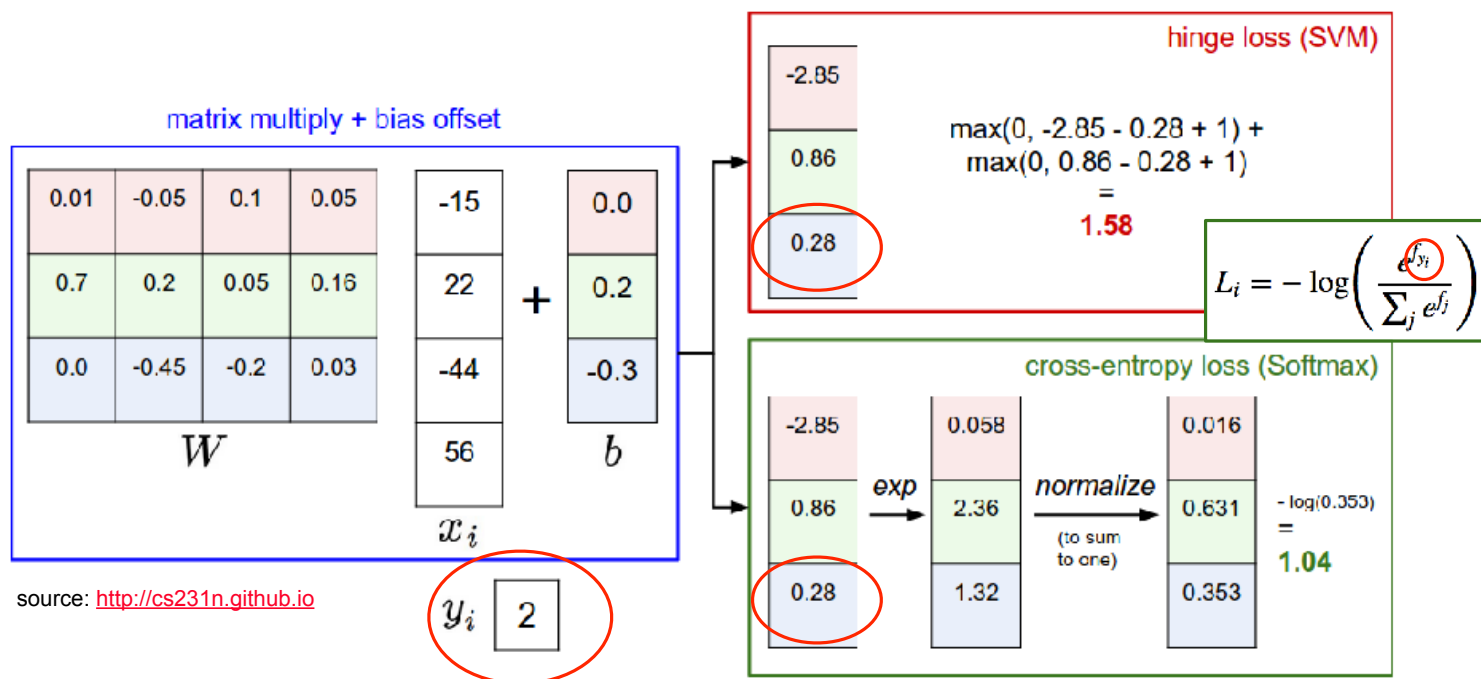 matrix multiply + bias offset
0.01 -0.05 0.1 0.05
0.7 0.2 0.05 0.16
0.0 -0.45 -0.2 0.03
W
-15
22
-44
56
x_i
+
0.0
0.2
-0.3
b
y_i 2
source: http://cs231n.github.io
hinge loss (SVM)
-2.85
0.86
0.28
max(0, -2.85 - 0.28 + 1) +
max(0, 0.86 - 0.28 + 1)
=
1.58
L_i = - log( e^{f_{y_i}} / ∑_j e^{f_j} )
cross-entropy loss (Softmax)
-2.85
0.86
0.28
exp
0.058
2.36
1.32
normalize
(to sum
to one)
0.016
0.631
0.353
- log(0.353)
=
1.04